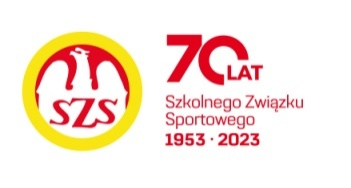 SZS
70 LAT
Szkolnego Związku
Sportowego
1953 · 2023